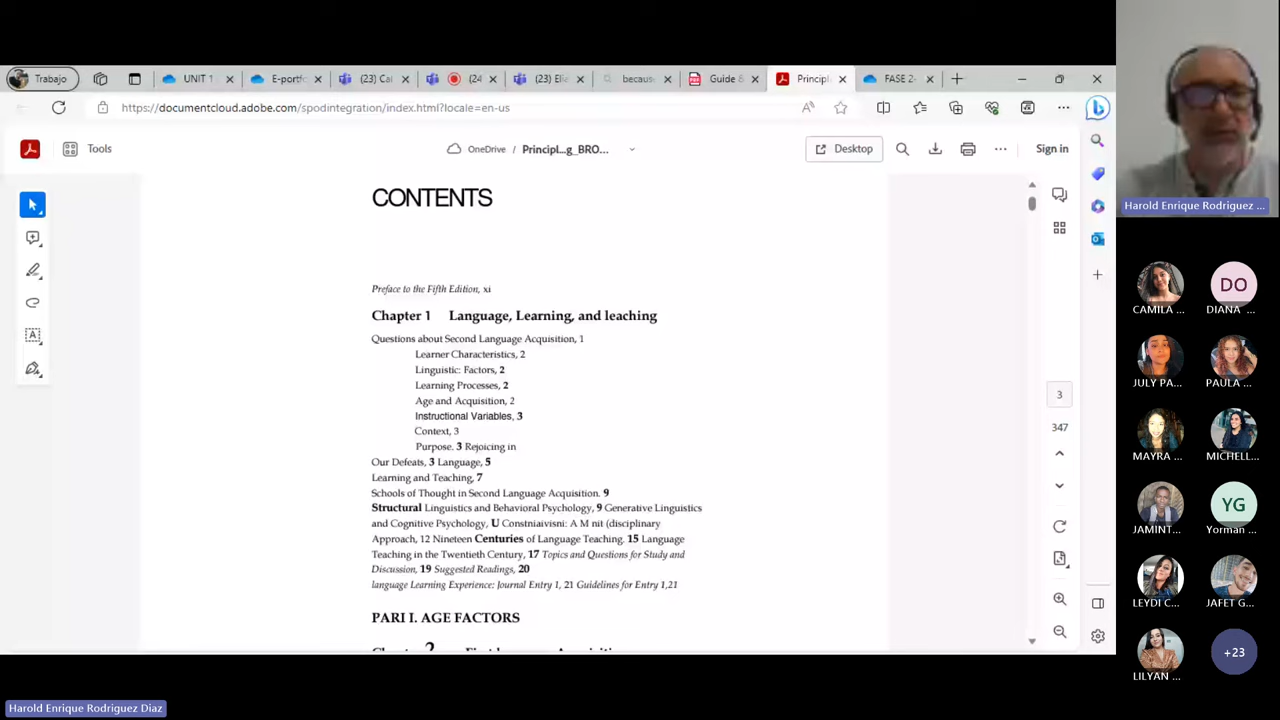 Trabajo
UNIT 1
E-portf
(23) Cal
(24
(23) Elia
becaus
Guide &
Principl
FASE 2-
https://documentcloud.adobe.com/spodintegration/index.html?locale=en-us
Tools
OneDrive / Principl...g_BRO...
Desktop
Sign in
CONTENTS
Preface to the Fifth Edition, xi
Chapter 1 Language, Learning, and leaching
Questions about Second Language Acquisition, 1
Learner Characteristics, 2
Linguistic: Factors, 2
Learning Processes, 2
Age and Acquisition, 2
Instructional Variables, 3
Context, 3
Purpose. 3 Rejoicing in
Our Defeats, 3 Language, 5
Learning and Teaching, 7
Schools of Thought in Second Language Acquisition. 9
Structural Linguistics and Behavioral Psychology, 9 Generative Linguistics
and Cognitive Psychology, U Constniaivisni: A M nit (disciplinary
Approach, 12 Nineteen Centuries of Language Teaching. 15 Language
Teaching in the Twentieth Century, 17 Topics and Questions for Study and
Discussion, 19 Suggested Readings, 20
language Learning Experience: Journal Entry 1, 21 Guidelines for Entry 1,21
PARI I. AGE FACTORS
3
347
Harold Enrique Rodriguez ...
CAMILA ...
DO
DIANA ...
JULY PA...
PAULA ...
MAYRA ...
MICHELL...
JAMINT...
YG
Yorman ...
LEYDI C...
JAFET G...
LILYAN ...
+23
Harold Enrique Rodriguez Diaz